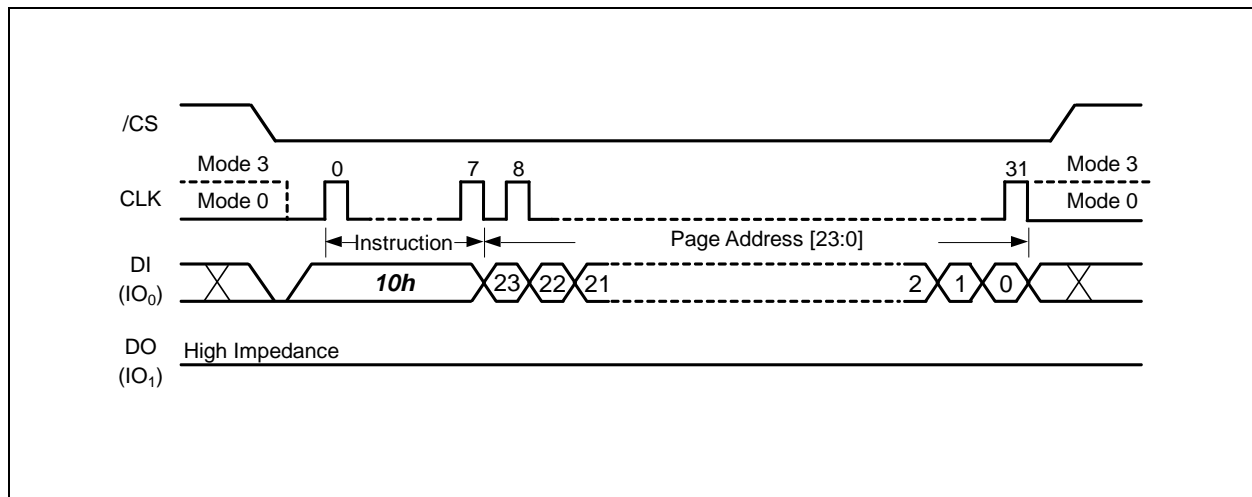 /CS
Mode 3 0 7 8 31 Mode 3
CLK Mode 0 Mode 0
Instruction Page Address [23:0]
DI
(IO₀)
10h 23 22 21 2 1 0
DO High Impedance
(IO₁)